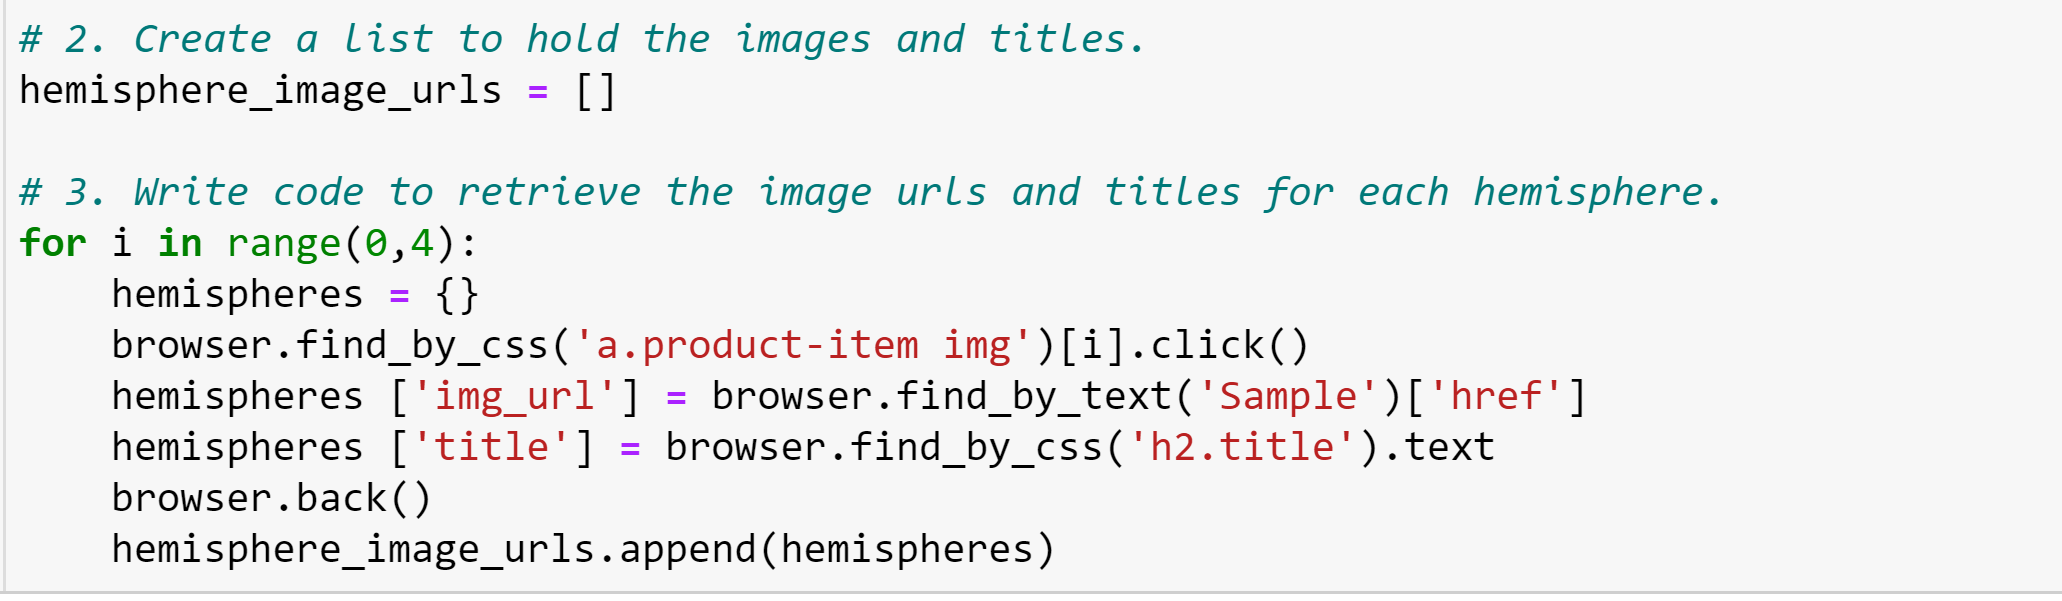 # 2. Create a list to hold the images and titles.
hemisphere_image_urls = []

# 3. Write code to retrieve the image urls and titles for each hemisphere.
for i in range(0,4):
    hemispheres = {}
    browser.find_by_css('a.product-item img')[i].click()
    hemispheres ['img_url'] = browser.find_by_text('Sample')['href']
    hemispheres ['title'] = browser.find_by_css('h2.title').text
    browser.back()
    hemisphere_image_urls.append(hemispheres)